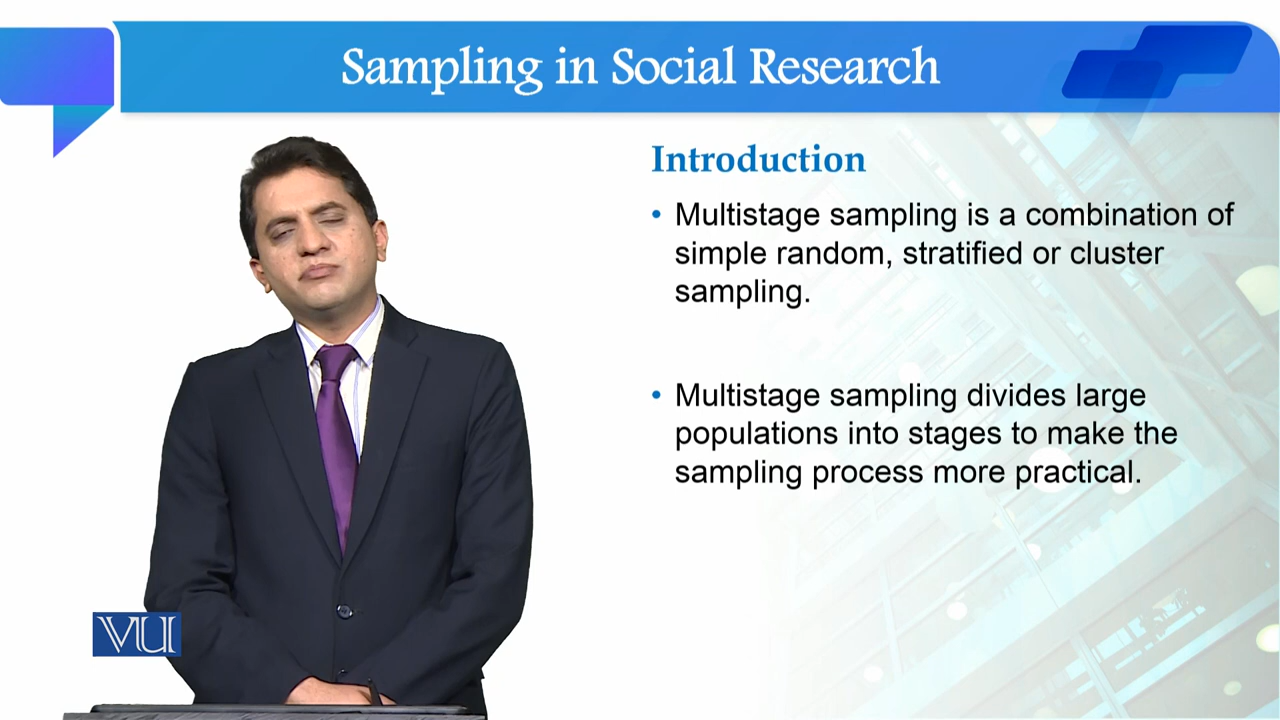 Sampling in Social Research
Introduction
• Multistage sampling is a combination of
simple random, stratified or cluster
sampling.
• Multistage sampling divides large
populations into stages to make the
sampling process more practical.
VU